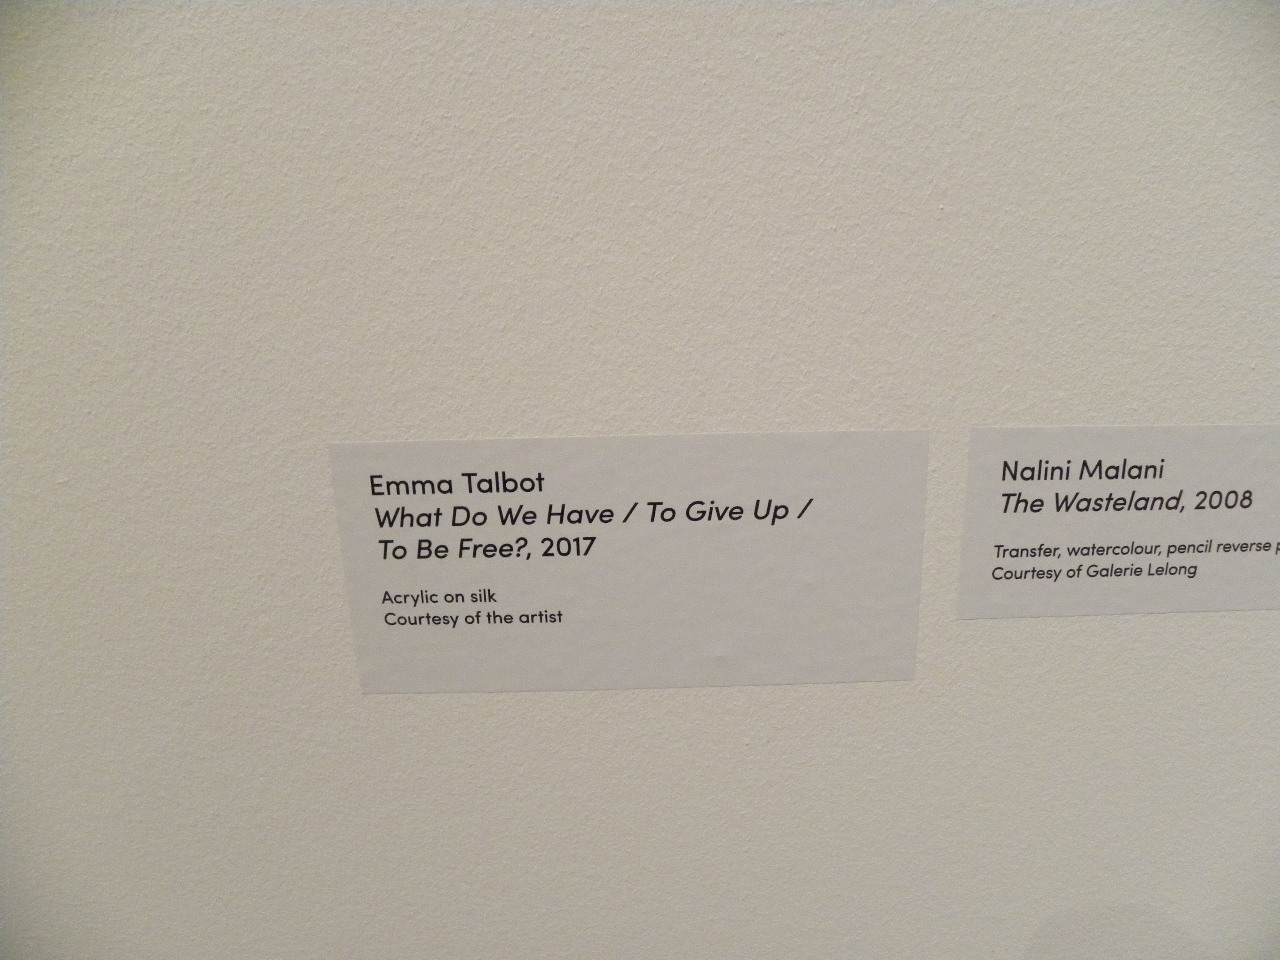 Emma Talbot
What Do We Have / To Give Up /
To Be Free?, 2017
Acrylic on silk
Courtesy of the artist
Nalini Malani
The Wasteland, 2008
Transfer, watercolour, pencil reverse
Courtesy of Galerie Lelong